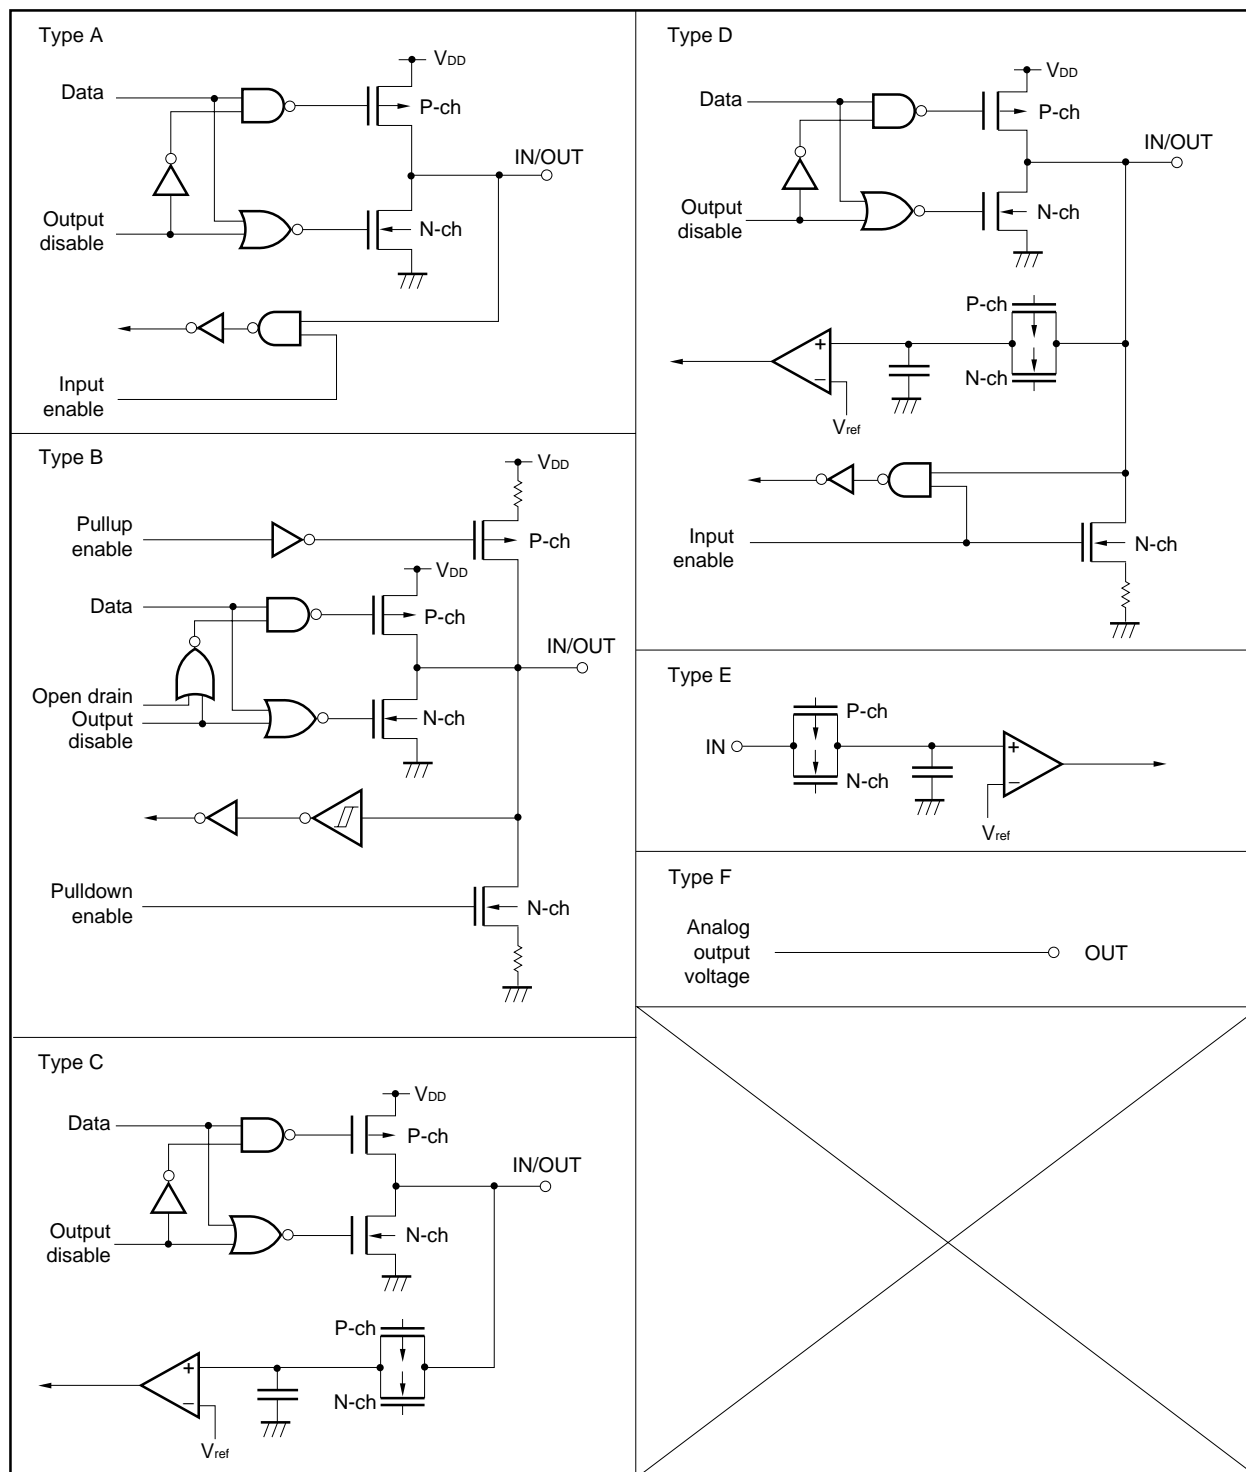 Type A
VDD
Data
P-ch
IN/OUT
Output
disable
N-ch
Input
enable
Type B
VDD
Pullup
enable
P-ch
VDD
Data
P-ch
IN/OUT
Open drain
Output
disable
N-ch
Pulldown
enable
N-ch
Type C
VDD
Data
P-ch
IN/OUT
Output
disable
N-ch
P-ch
+
−
N-ch
Vref
Type D
VDD
Data
P-ch
IN/OUT
Output
disable
N-ch
P-ch
+
−
N-ch
Vref
Input
enable
N-ch
Type E
P-ch
IN
+
−
N-ch
Vref
Type F
Analog
output
voltage
OUT